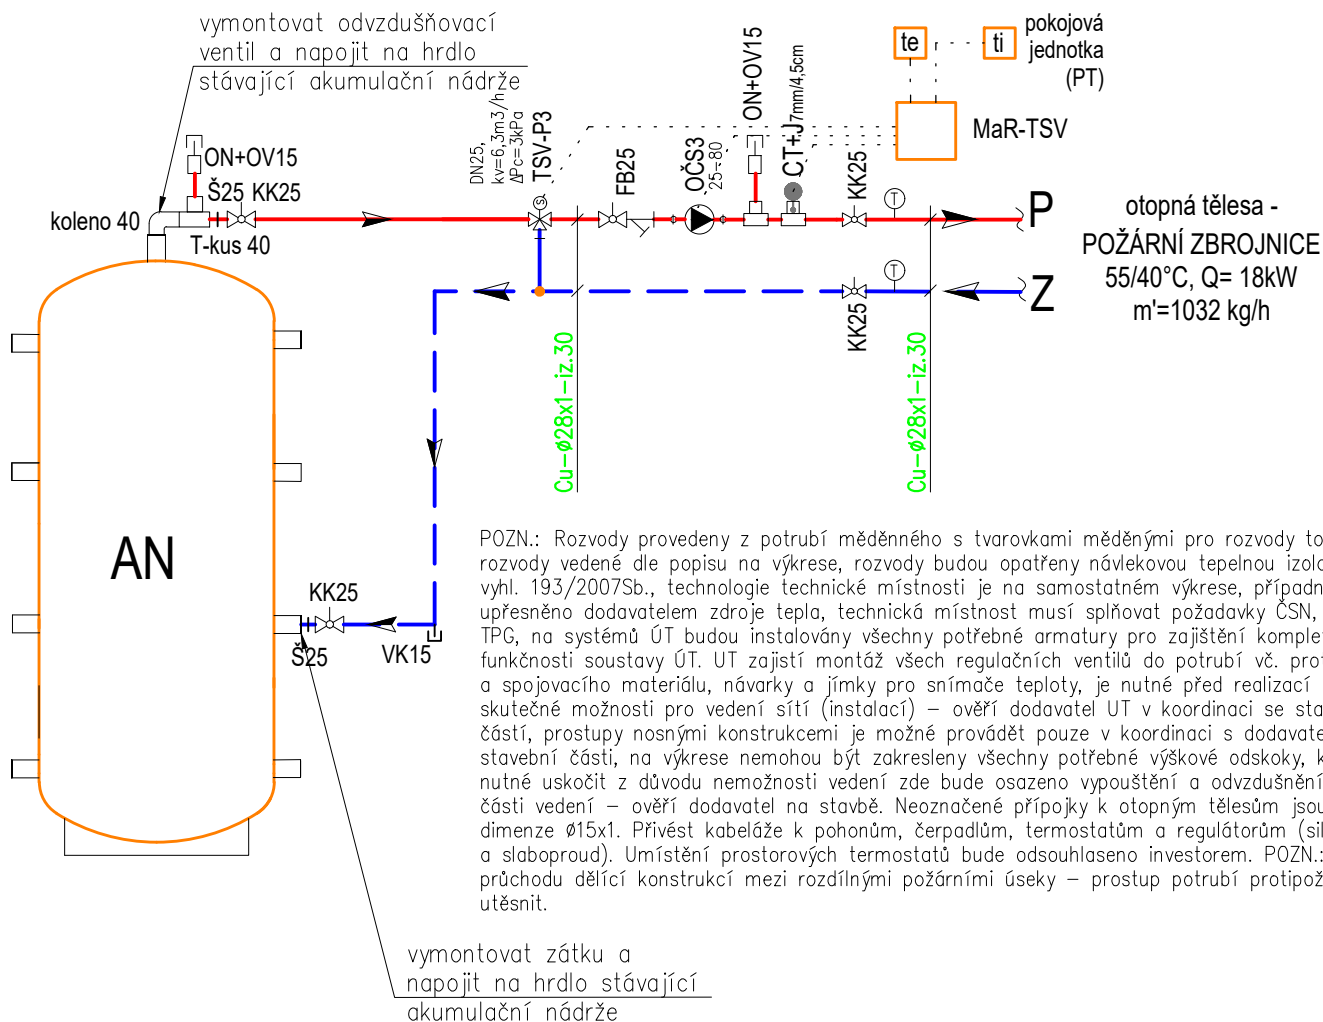 vymontovat odvzdušňovací
ventil a napojit na hrdlo
stávající akumulační nádrže
ON+OV15
Š25 KK25
koleno 40
T-kus 40
DN25,
kv=6,3m3/h
ΔPc=3kPa
TSV-P3
S
FB25
OČS3
25-80
ON+OV15
CT+J 7mm/4,5cm
KK25
T
te
ti
pokojová
jednotka
(PT)
MaR-TSV
P
Z
T
KK25
otopná tělesa -
POŽÁRNÍ ZBROJNICE
55/40°C, Q= 18kW
m'=1032 kg/h
Cu-ø28x1-iz.30
Cu-ø28x1-iz.30
AN
KK25
Š25
VK15
POZN.: Rozvody provedeny z potrubí měděnného s tvarovkami měděnými pro rozvody to
rozvody vedené dle popisu na výkrese, rozvody budou opatřeny návlekovou tepelnou izolc
vyhl. 193/2007Sb., technologie technické místnosti je na samostatném výkrese, případn
upřesněno dodavatelem zdroje tepla, technická místnost musí splňovat požadavky ČSN,
TPG, na systémů ÚT budou instalovány všechny potřebné armatury pro zajištění komple
funkčnosti soustavy ÚT. UT zajistí montáž všech regulačních ventilů do potrubí vč. pro
a spojovacího materiálu, návarky a jímky pro snímače teploty, je nutné před realizací
skutečné možnosti pro vedení sítí (instalací) – ověří dodavatel UT v koordinaci se sta
částí, prostupy nosnými konstrukcemi je možné provádět pouze v koordinaci s dodavate
stavební části, na výkrese nemohou být zakresleny všechny potřebné výškové odskoky, k
nutné uskočit z důvodu nemožnosti vedení zde bude osazeno vypouštění a odvzdušnění
části vedení – ověří dodavatel na stavbě. Neoznačené přípojky k otopným tělesům jsou
dimenze ø15x1. Přivést kabeláže k pohonům, čerpadlům, termostatům a regulátorům (sil
a slaboproud). Umístění prostorových termostatů bude odsouhlaseno investorem. POZN.:
průchodu dělící konstrukcí mezi rozdílnými požárními úseky – prostup potrubí protipož
utěsnit.
vymontovat zátku a
napojit na hrdlo stávající
akumulační nádrže